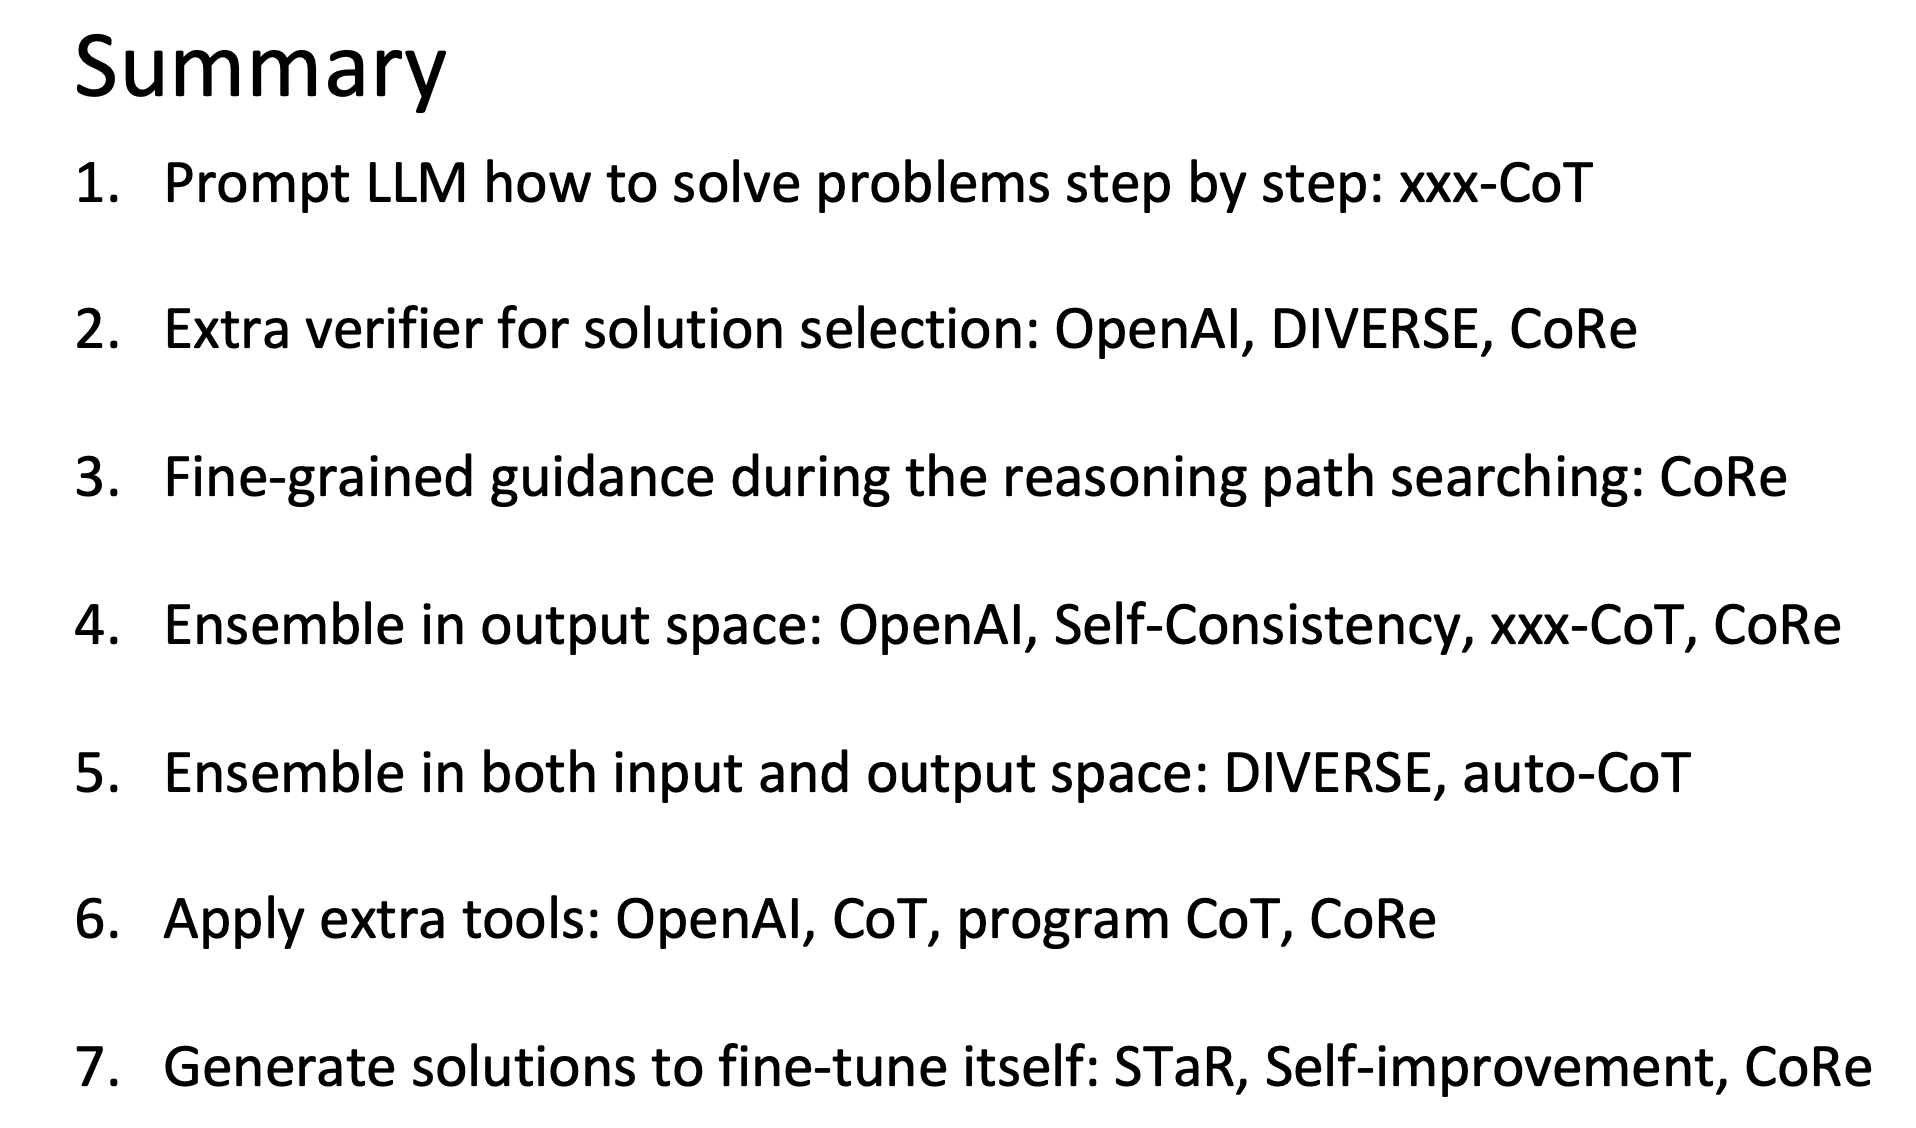 Summary
1. Prompt LLM how to solve problems step by step: xxx-CoT
2. Extra verifier for solution selection: OpenAI, DIVERSE, CoRe
3. Fine-grained guidance during the reasoning path searching: CoRe
4. Ensemble in output space: OpenAI, Self-Consistency, xxx-CoT, CoRe
5. Ensemble in both input and output space: DIVERSE, auto-CoT
6. Apply extra tools: OpenAI, CoT, program CoT, CoRe
7. Generate solutions to fine-tune itself: STaR, Self-improvement, CoRe